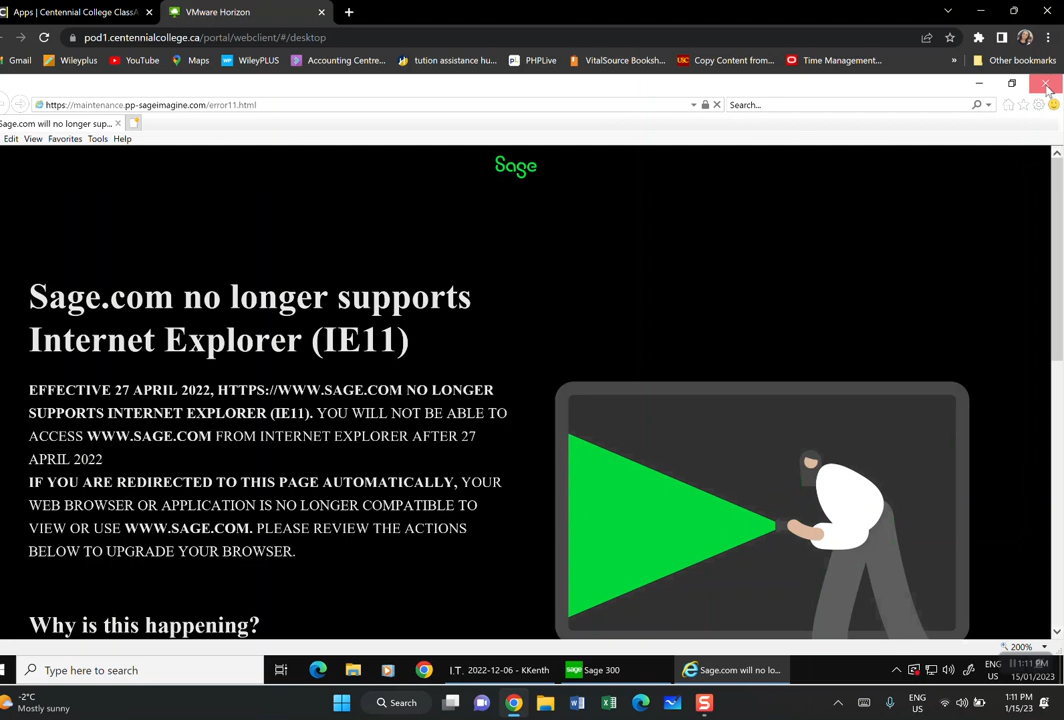 Apps | Centennial College ClassA
VMware Horizon
pod1.centennialcollege.ca/portal/webclient/#/desktop
Gmail
Wileyplus
YouTube
Maps
WP
WileyPLUS
Accounting Centre...
tution assistance hu...
PL
PHPLive
VitalSource Booksh...
USC
Copy Content from...
Time Management...
»
Other bookmarks
https://maintenance.pp-sageimagine.com/error11.html
Search...
Sage.com will no longer sup...
Edit View Favorites Tools Help
Sage
Sage.com no longer supports
Internet Explorer (IE11)
EFFECTIVE 27 APRIL 2022, HTTPS://WWW.SAGE.COM NO LONGER
SUPPORTS INTERNET EXPLORER (IE11). YOU WILL NOT BE ABLE TO
ACCESS WWW.SAGE.COM FROM INTERNET EXPLORER AFTER 27
APRIL 2022
IF YOU ARE REDIRECTED TO THIS PAGE AUTOMATICALLY, YOUR
WEB BROWSER OR APPLICATION IS NO LONGER COMPATIBLE TO
VIEW OR USE WWW.SAGE.COM. PLEASE REVIEW THE ACTIONS
BELOW TO UPGRADE YOUR BROWSER.
Why is this happening?
200%
Type here to search
I.T. 2022-12-06 - KKenth
sage
Sage 300
Sage.com will no lo...
ENG
US
15/01/2023
-2°C
Mostly sunny
Search
ENG
US
1:11 PM
1/15/23